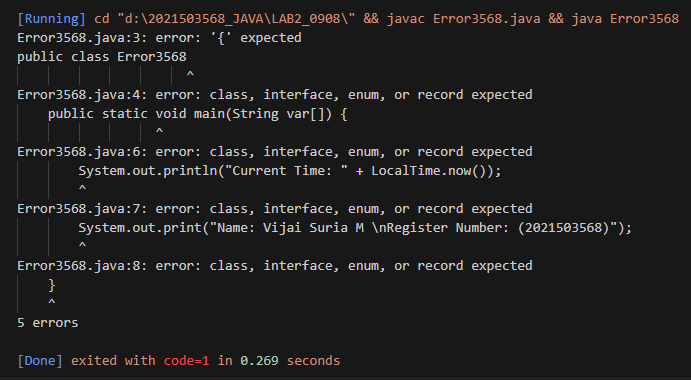 [Running] cd "d:\2021503568_JAVA\LAB2_0908\" && javac Error3568.java && java Error3568
Error3568.java:3: error: '{' expected
public class Error3568
^
Error3568.java:4: error: class, interface, enum, or record expected
public static void main(String var[]) {
^
Error3568.java:6: error: class, interface, enum, or record expected
System.out.println("Current Time: " + LocalTime.now());
^
Error3568.java:7: error: class, interface, enum, or record expected
System.out.print("Name: Vijai Suria M \nRegister Number: (2021503568)");
^
Error3568.java:8: error: class, interface, enum, or record expected
}
^
5 errors
[Done] exited with code=1 in 0.269 seconds